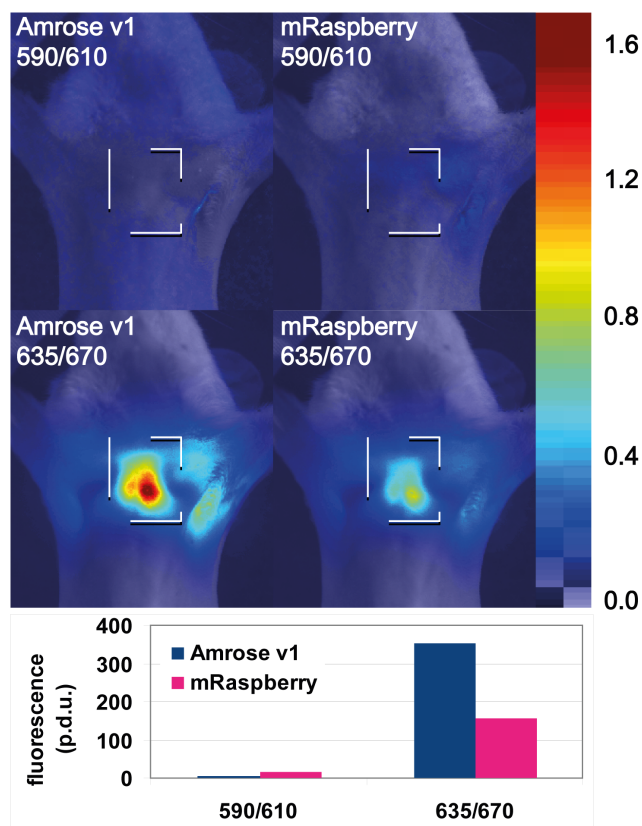 Amrose v1
590/610
mRaspberry
590/610
1.6
1.2
0.8
0.4
0.0
Amrose v1
635/670
mRaspberry
635/670
fluorescence
(p.d.u.)
400
300
200
100
0
Amrose v1
mRaspberry
590/610
635/670